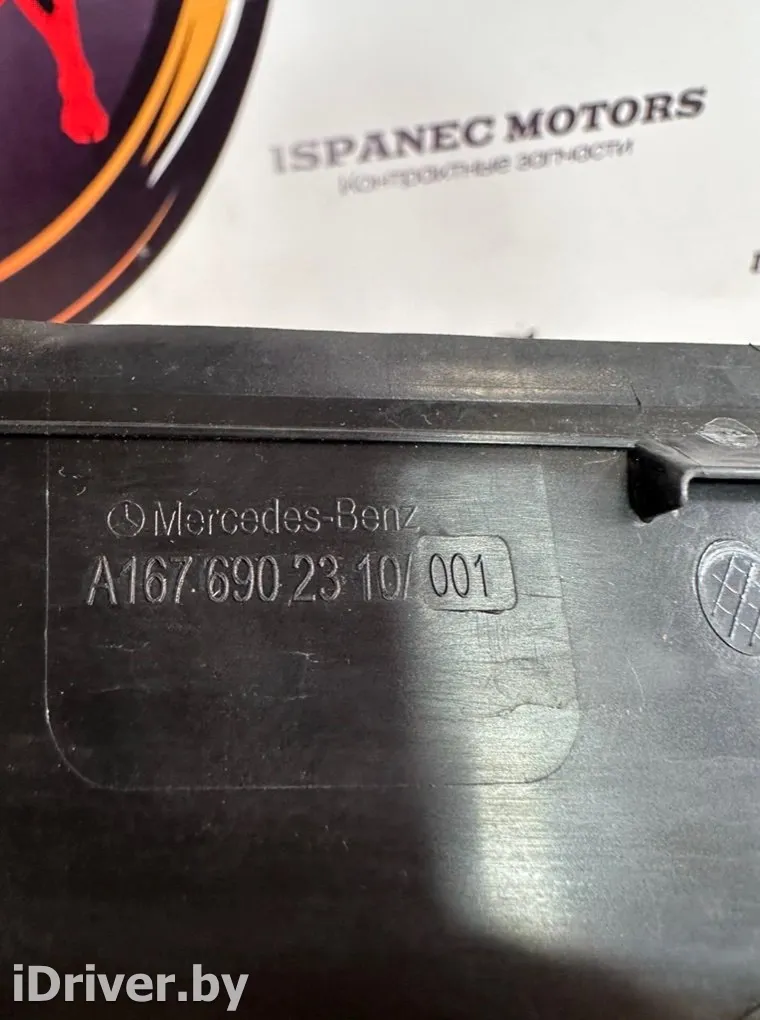 ISPANEC MOTORS
Контрактные запчасти
Mercedes-Benz
A167 690 23 10/001
iDriver.by